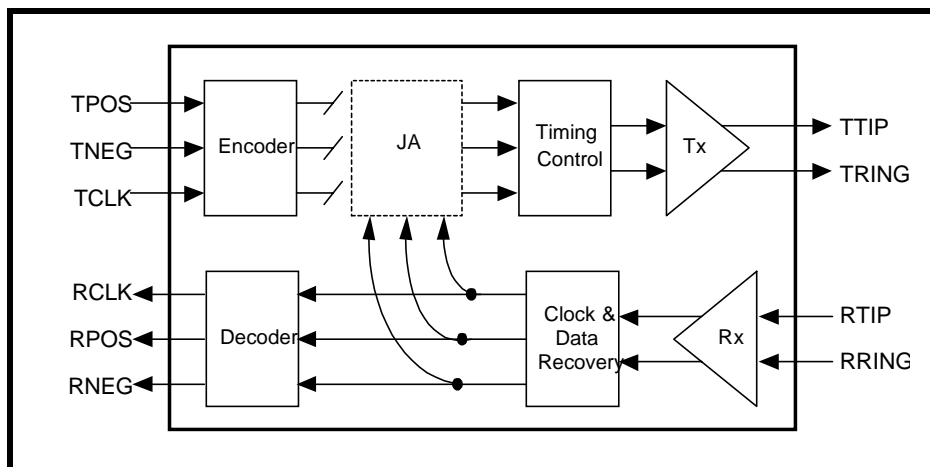 TPOS
TNEG
TCLK
Encoder
JA
Timing
Control
Tx
TTIP
TRING
RCLK
RPOS
RNEG
Decoder
Clock &
Data
Recovery
Rx
RTIP
RRING